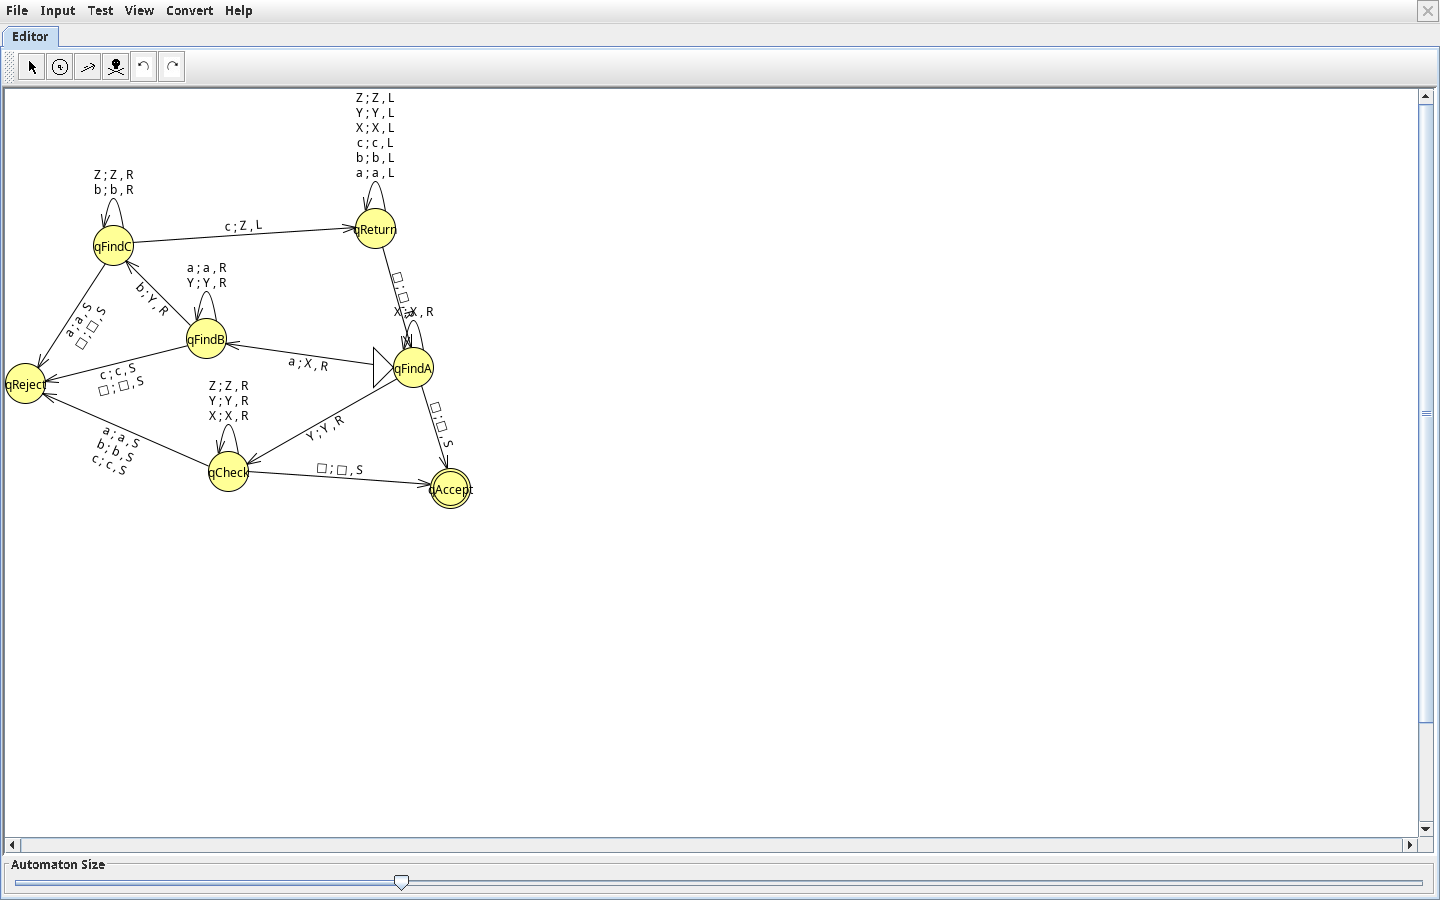 File Input Test View Convert Help
Editor
Z;Z,L
Y;Y,L
X;X,L
c;c,L
b;b,L
a;a,L
Z;Z,R
b;b,R
c;Z,L
qReturn
qFindC
a;a,R
Y;Y,R
b;Y,R
□;□,R
X;X,R
a;a,S
□;□,S
qFindB
a;X,R
qFindA
qReject
c;c,S
□;□,S
Z;Z,R
Y;Y,R
X;X,R
Y;Y,R
□;□,S
a;a,S
b;b,S
c;c,S
qCheck
□;□,S
qAccept
Automaton Size